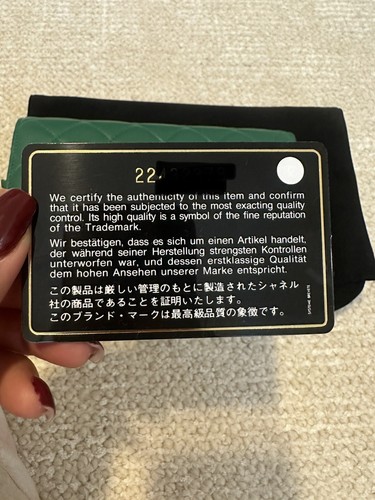 We certify the authenticity of this item and confirm
that it has been subjected to the most exacting quality
control. Its high quality is a symbol of the fine reputation
of the Trademark.
Wir bestätigen, dass es sich um einen Artikel handelt,
der während seiner Herstellung strengsten Kontrollen
unterworfen war, und dessen erstklassige Qualität
dem hohen Ansehen unserer Marke entspricht.
この製品は厳しい管理のもとに製造されたシャネル
社の商品であることを証明いたします。
このブランド・マークは最高級品質の象徴です。